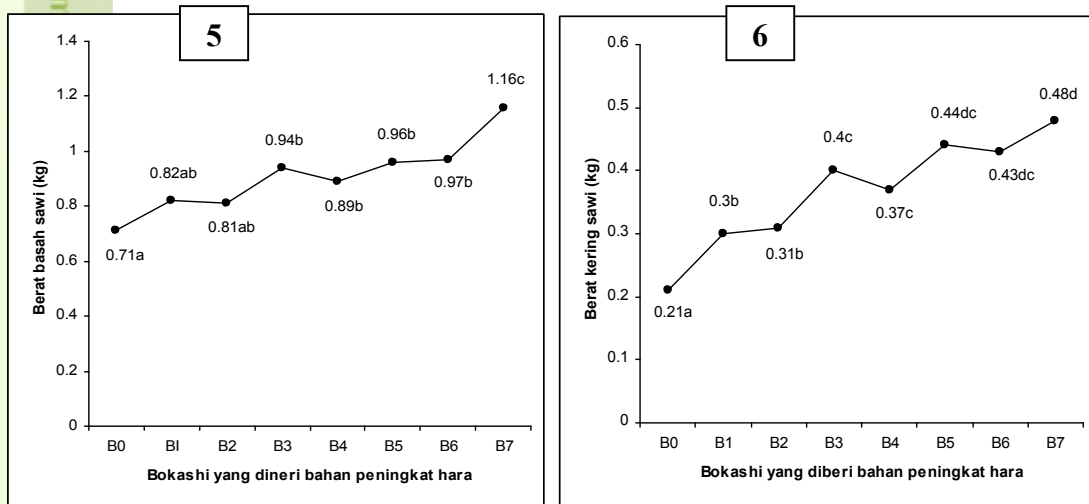 5
Berat basah sawi (kg)
1.4
1.2
1
0.8
0.6
0.4
0.2
0
0.71a
0.82ab
0.81ab
0.94b
0.89b
0.96b
0.97b
1.16c
B0 BI B2 B3 B4 B5 B6 B7
Bokashi yang dineri bahan peningkat hara
6
Berat kering sawi (kg)
0.6
0.5
0.4
0.3
0.2
0.1
0
0.21a
0.3b
0.31b
0.4c
0.37c
0.44dc
0.43dc
0.48d
B0 B1 B2 B3 B4 B5 B6 B7
Bokashi yang diberi bahan peningkat hara